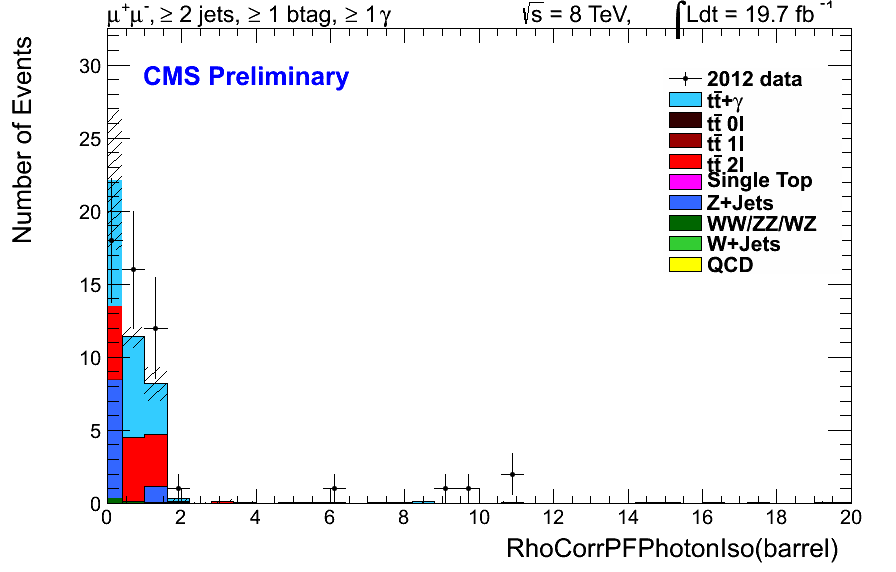 μ⁺μ⁻, ≥ 2 jets, ≥ 1 btag, ≥ 1 γ
√s = 8 TeV, ∫Ldt = 19.7 fb⁻¹
CMS Preliminary
Number of Events
30
25
20
15
10
5
0
2012 data
tt̄+γ
tt̄ 0l
tt̄ 1l
tt̄ 2l
Single Top
Z+Jets
WW/ZZ/WZ
W+Jets
QCD
0 2 4 6 8 10 12 14 16 18 20
RhoCorrPFPhotonIso(barrel)